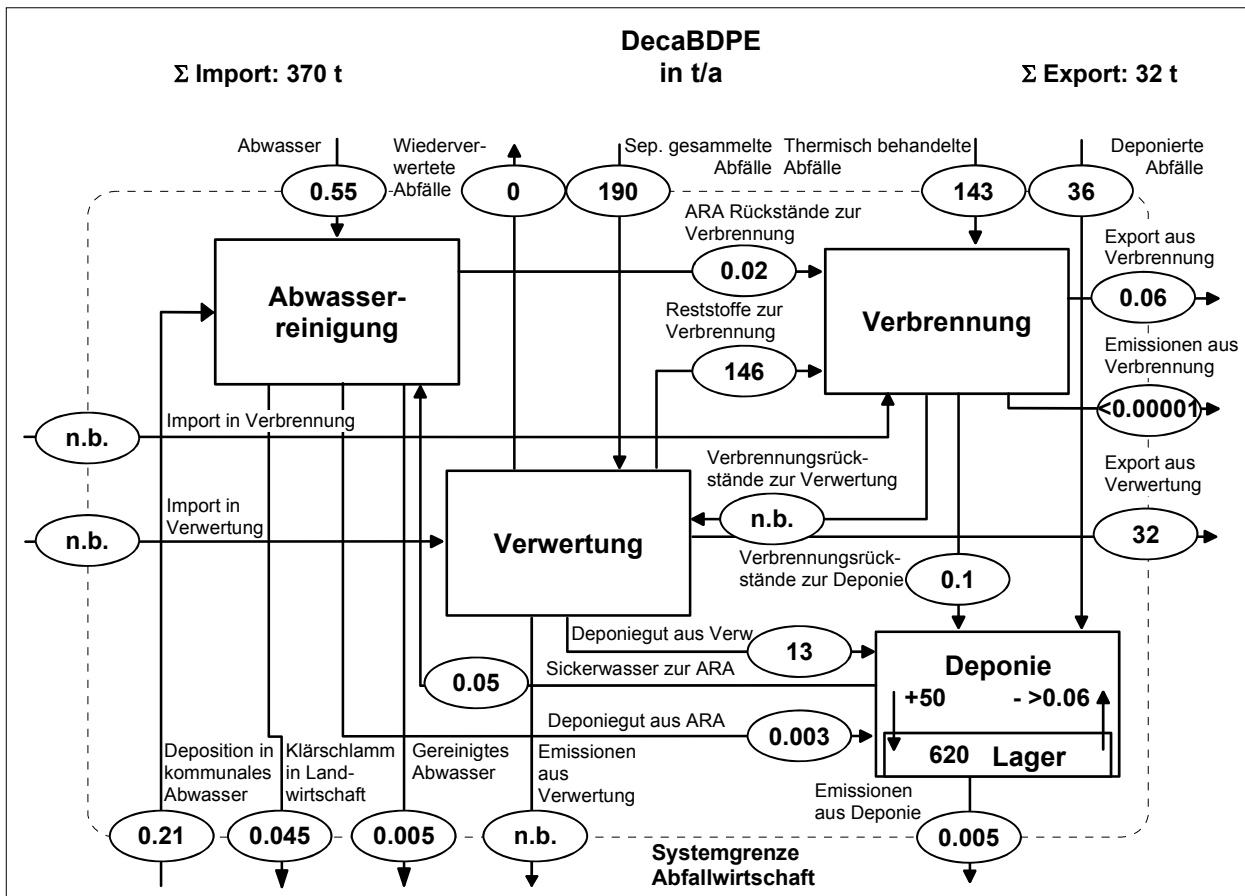 DecaBDPE
in t/a
Σ Import: 370 t
Σ Export: 32 t
Abwasser
0.55
Wiederver-
wertete
Abfälle
0
Sep. gesammelte
Abfälle
190
Thermisch behandelte
Abfälle
143
36
Deponierte
Abfälle
ARA Rückstände zur
Verbrennung
0.02
Export aus
Verbrennung
0.06
Abwasser-
reinigung
Verbrennung
Reststoffe zur
Verbrennung
146
Emissionen aus
Verbrennung
<0.00001
n.b.
Import in Verbrennung
Verbrennungsrück-
stände zur Verwertung
n.b.
Export aus
Verwertung
32
n.b.
Import in
Verwertung
Verwertung
Verbrennungsrück-
stände zur Deponie
0.1
Deponiegut aus Verw
13
Sickerwasser zur ARA
0.05
Deponie
+50
- >0.06
620
Lager
Deponiegut aus ARA
0.003
Deposition in
kommunales
Abwasser
0.21
Klärschlamm
in Land-
wirtschaft
0.045
Gereinigtes
Abwasser
0.005
Emissionen
aus
Verwertung
n.b.
Emissionen
aus Deponie
0.005
Systemgrenze
Abfallwirtschaft